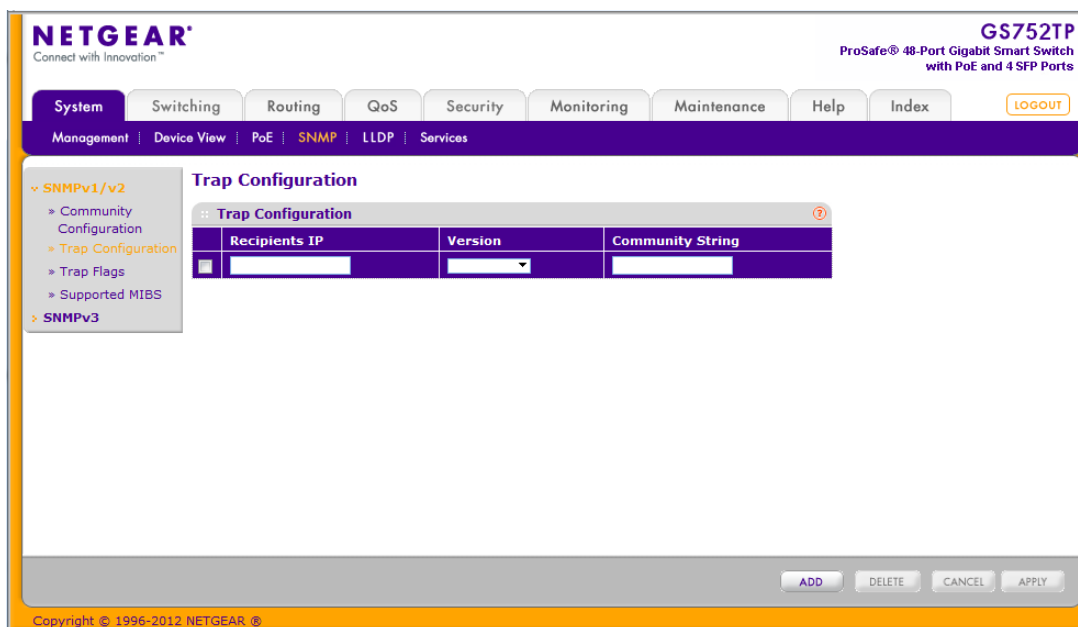 NETGEAR®
Connect with Innovation™
GS752TP
ProSafe® 48-Port Gigabit Smart Switch
with PoE and 4 SFP Ports
System Switching Routing QoS Security Monitoring Maintenance Help Index LOGOUT
Management Device View PoE SNMP LLDP Services
SNMPv1/v2
» Community
Configuration
» Trap Configuration
» Trap Flags
» Supported MIBS
SNMPv3
Trap Configuration
Trap Configuration ?
Recipients IP Version Community String
ADD DELETE CANCEL APPLY
Copyright © 1996-2012 NETGEAR ®